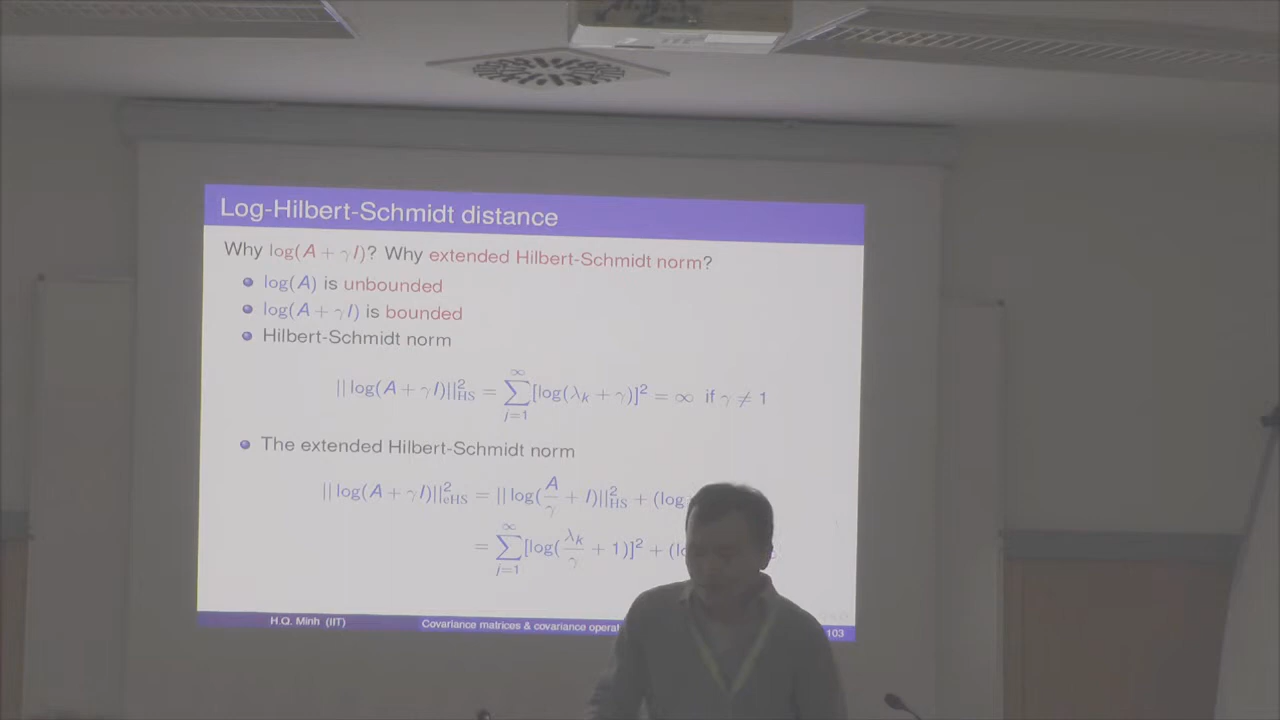 Log-Hilbert-Schmidt distance
Why log(A + γI)? Why extended Hilbert-Schmidt norm?
log(A) is unbounded
log(A + γI) is bounded
Hilbert-Schmidt norm
|| log(A + γI)||²_HS = ∑_{j=1}^{∞} [log(λ_k + γ)]² = ∞ if γ ≠ 1
The extended Hilbert-Schmidt norm
|| log(A + γI)||²_eHS = || log(A/γ + I)||²_HS + (log
= ∑_{j=1}^{∞} [log(λ_k/γ + 1)]² + (lo
H.Q. Minh (IIT) Covariance matrices & covariance operat 103